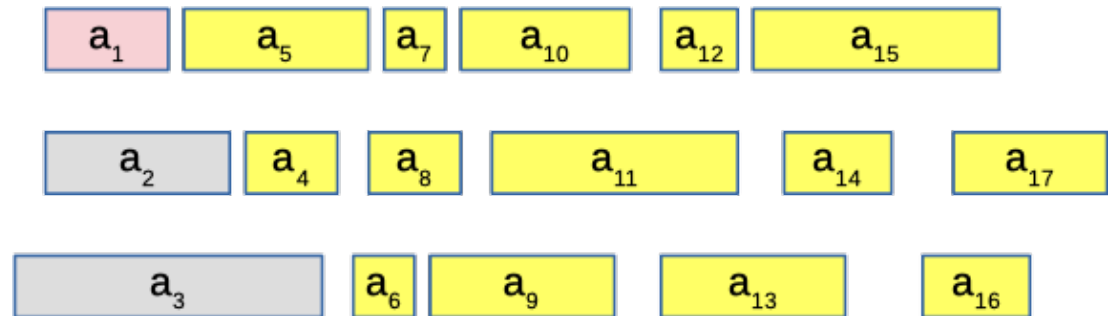 a₁ a₅ a₇ a₁₀ a₁₂ a₁₅
a₂ a₄ a₈ a₁₁ a₁₄ a₁₇
a₃ a₆ a₉ a₁₃ a₁₆